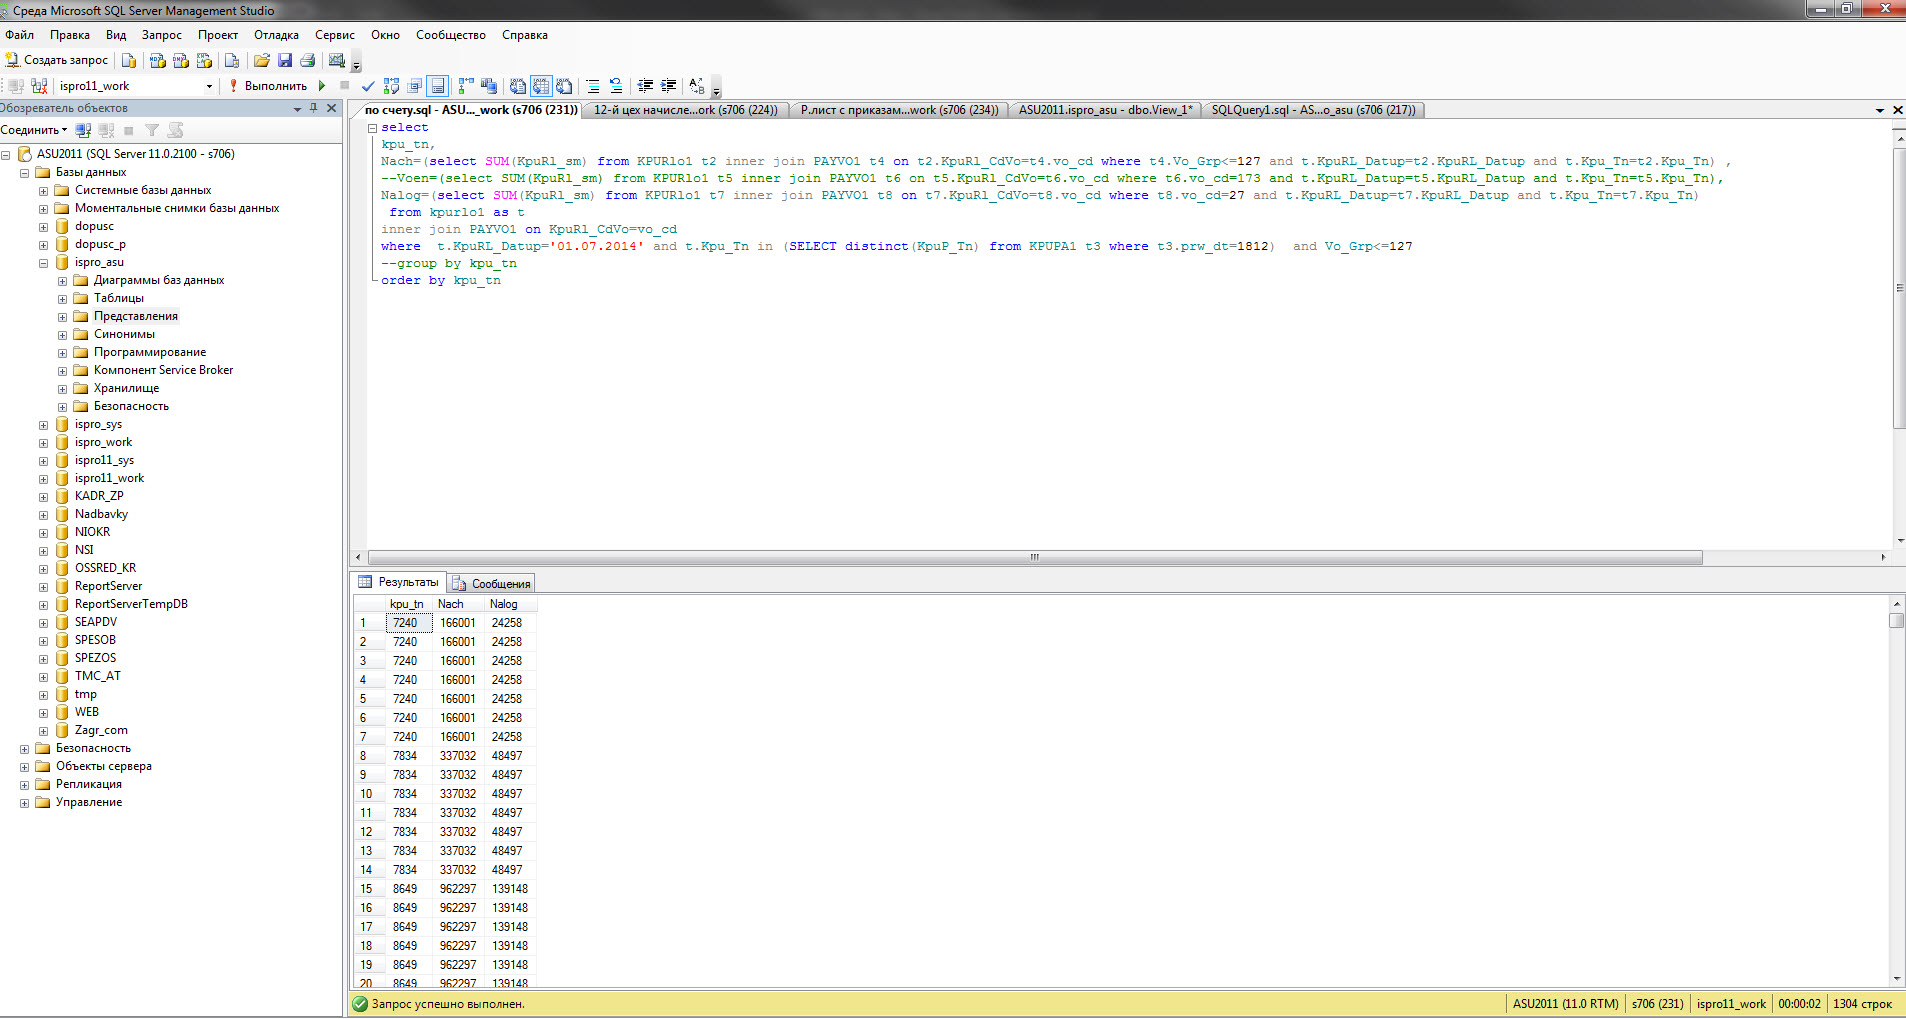 Среда Microsoft SQL Server Management Studio
Файл Правка Вид Запрос Проект Отладка Сервис Окно Сообщество Справка
Создать запрос
ispro11_work Выполнить
Обозреватель объектов
Соединить
ASU2011 (SQL Server 11.0.2100 - s706)
Базы данных
Системные базы данных
Моментальные снимки базы данных
dopusc
dopusc_p
ispro_asu
Диаграммы баз данных
Таблицы
Представления
Синонимы
Программирование
Компонент Service Broker
Хранилище
Безопасность
ispro_sys
ispro_work
ispro11_sys
ispro11_work
KADR_ZP
Nadbavky
NIOKR
NSI
OSSRED_KR
ReportServer
ReportServerTempDB
SEAPDV
SPESOB
SPEZOS
TMC_AT
tmp
WEB
Zagr_com
Безопасность
Объекты сервера
Репликация
Управление
по счету.sql - ASU..._work (s706 (231)) 12-й цех начисле...ork (s706 (224)) Р.лист с приказам...work (s706 (234)) ASU2011.ispro_asu - dbo.View_1* SQLQuery1.sql - AS...o_asu (s706 (217))
select
kpu_tn,
Nach=(select SUM(KpuRl_sm) from KPURlo1 t2 inner join PAYVO1 t4 on t2.KpuRl_CdVo=t4.vo_cd where t4.Vo_Grp<=127 and t.KpuRL_Datup=t2.KpuRL_Datup and t.Kpu_Tn=t2.Kpu_Tn) ,
--Voen=(select SUM(KpuRl_sm) from KPURlo1 t5 inner join PAYVO1 t6 on t5.KpuRl_CdVo=t6.vo_cd where t6.vo_cd=173 and t.KpuRL_Datup=t5.KpuRL_Datup and t.Kpu_Tn=t5.Kpu_Tn),
Nalog=(select SUM(KpuRl_sm) from KPURlo1 t7 inner join PAYVO1 t8 on t7.KpuRl_CdVo=t8.vo_cd where t8.vo_cd=27 and t.KpuRL_Datup=t7.KpuRL_Datup and t.Kpu_Tn=t7.Kpu_Tn)
from kpurlo1 as t
inner join PAYVO1 on KpuRl_CdVo=vo_cd
where t.KpuRL_Datup='01.07.2014' and t.Kpu_Tn in (SELECT distinct(KpuP_Tn) from KPUPA1 t3 where t3.prw_dt=1812) and Vo_Grp<=127
--group by kpu_tn
order by kpu_tn
Результаты Сообщения
kpu_tn Nach Nalog
1 7240 166001 24258
2 7240 166001 24258
3 7240 166001 24258
4 7240 166001 24258
5 7240 166001 24258
6 7240 166001 24258
7 7240 166001 24258
8 7834 337032 48497
9 7834 337032 48497
10 7834 337032 48497
11 7834 337032 48497
12 7834 337032 48497
13 7834 337032 48497
14 7834 337032 48497
15 8649 962297 139148
16 8649 962297 139148
17 8649 962297 139148
18 8649 962297 139148
19 8649 962297 139148
20 8649 962297 139148
Запрос успешно выполнен. ASU2011 (11.0 RTM) s706 (231) ispro11_work 00:00:02 1304 строк